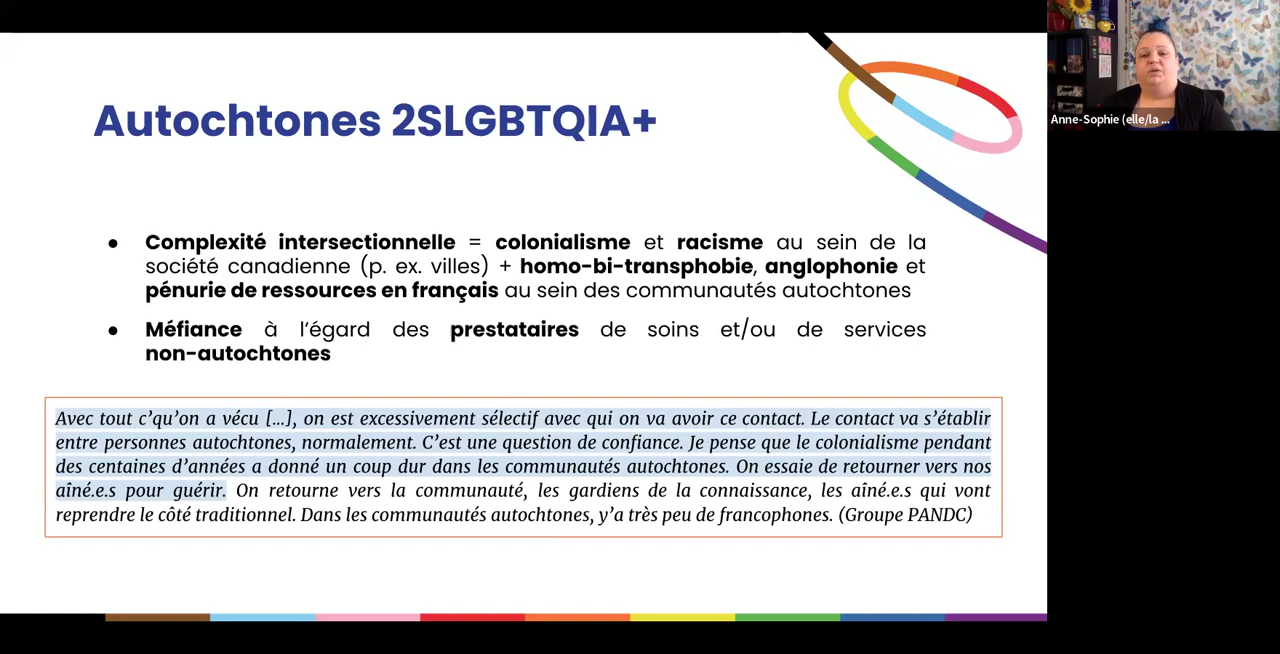 Autochtones 2SLGBTQIA+
● Complexité intersectionnelle = colonialisme et racisme au sein de la
société canadienne (p. ex. villes) + homo-bi-transphobie, anglophonie et
pénurie de ressources en français au sein des communautés autochtones
● Méfiance à l'égard des prestataires de soins et/ou de services
non-autochtones
Avec tout c'qu'on a vécu [...], on est excessivement sélectif avec qui on va avoir ce contact. Le contact va s'établir
entre personnes autochtones, normalement. C'est une question de confiance. Je pense que le colonialisme pendant
des centaines d'années a donné un coup dur dans les communautés autochtones. On essaie de retourner vers nos
aîné.e.s pour guérir. On retourne vers la communauté, les gardiens de la connaissance, les aîné.e.s qui vont
reprendre le côté traditionnel. Dans les communautés autochtones, y'a très peu de francophones. (Groupe PANDC)
Anne-Sophie (elle/la ...